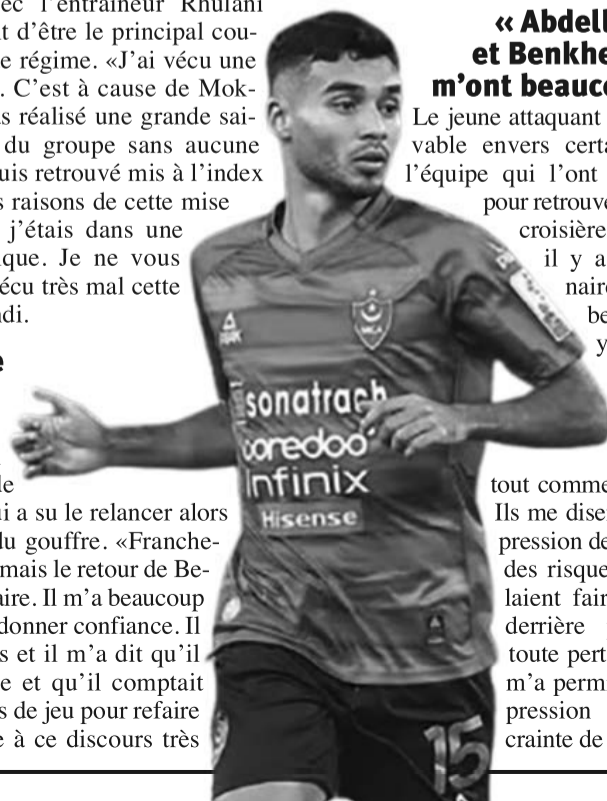 ec l'entraîneur Rhulani
t d'être le principal cou-
e régime. «J'ai vécu une
. C'est à cause de Mok-
s réalisé une grande sai-
du groupe sans aucune
uis retrouvé mis à l'index
s raisons de cette mise
j'étais dans une
que. Je ne vous
écu très mal cette
ndi.
e
le
ui a su le relancer alors
du gouffre. «Franche-
mais le retour de Be-
aire. Il m'a beaucoup
donner confiance. Il
s et il m'a dit qu'il
e et qu'il comptait
s de jeu pour refaire
e à ce discours très
« Abdell
et Benkhe
m'ont beauco
Le jeune attaquant
vable envers certa
l'équipe qui l'ont
pour retrouve
croisière
il y a
naire
be
y
tout comme
Ils me dise
pression de
des risque
laient fair
derrière
toute pert
m'a perm
pression
crainte de
MCA
sonatrach
ooredoo
Infinix
Hisense
15